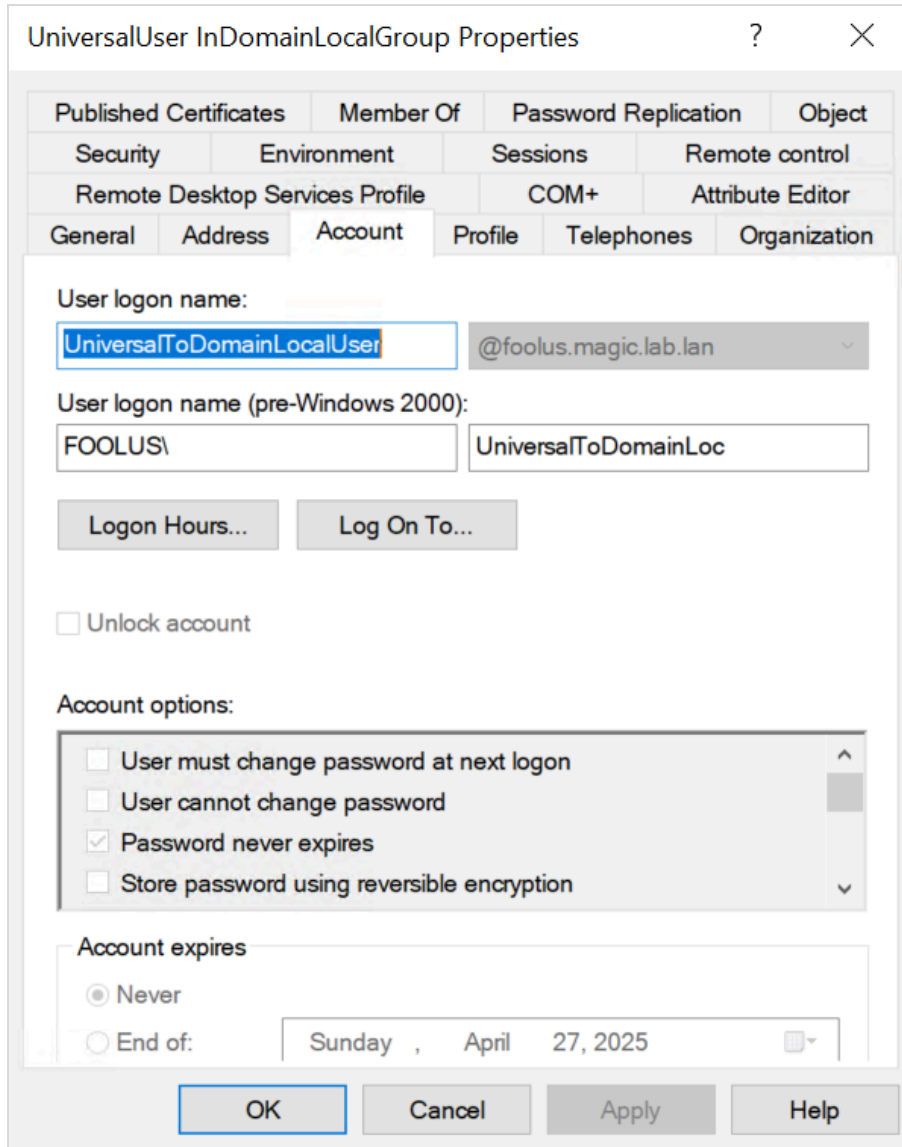 UniversalUser InDomainLocalGroup Properties ?
Published Certificates Member Of Password Replication Object
Security Environment Sessions Remote control
Remote Desktop Services Profile COM+ Attribute Editor
General Address Account Profile Telephones Organization
User logon name:
UniversalToDomainLocalUser @foolus.magic.lab.lan
User logon name (pre-Windows 2000):
FOOLUS\ UniversalToDomainLoc
Logon Hours... Log On To...
Unlock account
Account options:
User must change password at next logon
User cannot change password
Password never expires
Store password using reversible encryption
Account expires
Never
End of: Sunday , April 27, 2025
OK Cancel Apply Help